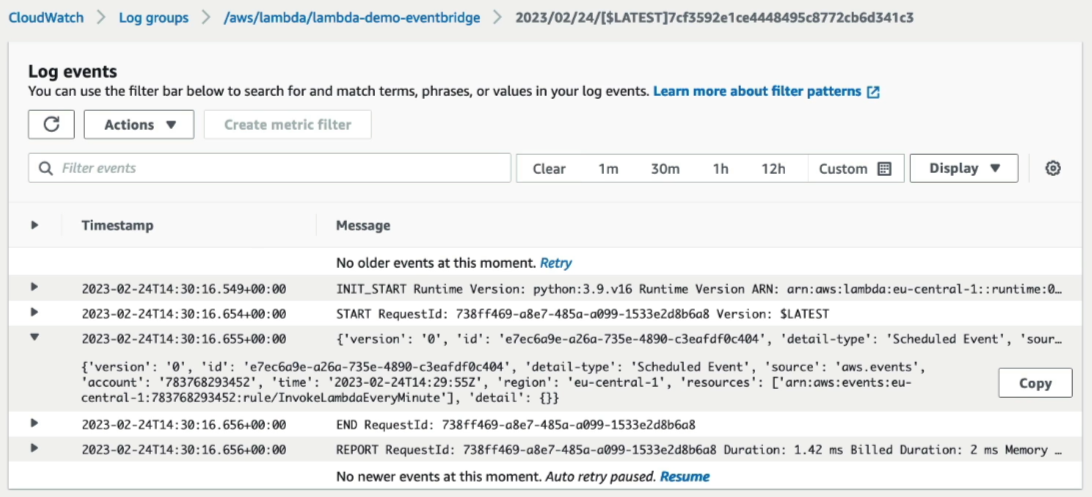 CloudWatch > Log groups > /aws/lambda/lambda-demo-eventbridge > 2023/02/24/[$LATEST]7cf3592e1ce4448495c8772cb6d341c3
Log events
You can use the filter bar below to search for and match terms, phrases, or values in your log events. Learn more about filter patterns
Actions Create metric filter
Filter events Clear 1m 30m 1h 12h Custom Display
Timestamp Message
No older events at this moment. Retry
2023-02-24T14:30:16.549+00:00 INIT_START Runtime Version: python:3.9.v16 Runtime Version ARN: arn:aws:lambda:eu-central-1::runtime:0…
2023-02-24T14:30:16.654+00:00 START RequestId: 738ff469-a8e7-485a-a099-1533e2d8b6a8 Version: $LATEST
2023-02-24T14:30:16.655+00:00 {'version': '0', 'id': 'e7ec6a9e-a26a-735e-4890-c3eafdf0c404', 'detail-type': 'Scheduled Event', 'sour…
{'version': '0', 'id': 'e7ec6a9e-a26a-735e-4890-c3eafdf0c404', 'detail-type': 'Scheduled Event', 'source': 'aws.events',
'account': '783768293452', 'time': '2023-02-24T14:29:55Z', 'region': 'eu-central-1', 'resources': ['arn:aws:events:eu-
central-1:783768293452:rule/InvokeLambdaEveryMinute'], 'detail': {}}
Copy
2023-02-24T14:30:16.656+00:00 END RequestId: 738ff469-a8e7-485a-a099-1533e2d8b6a8
2023-02-24T14:30:16.656+00:00 REPORT RequestId: 738ff469-a8e7-485a-a099-1533e2d8b6a8 Duration: 1.42 ms Billed Duration: 2 ms Memory …
No newer events at this moment. Auto retry paused. Resume